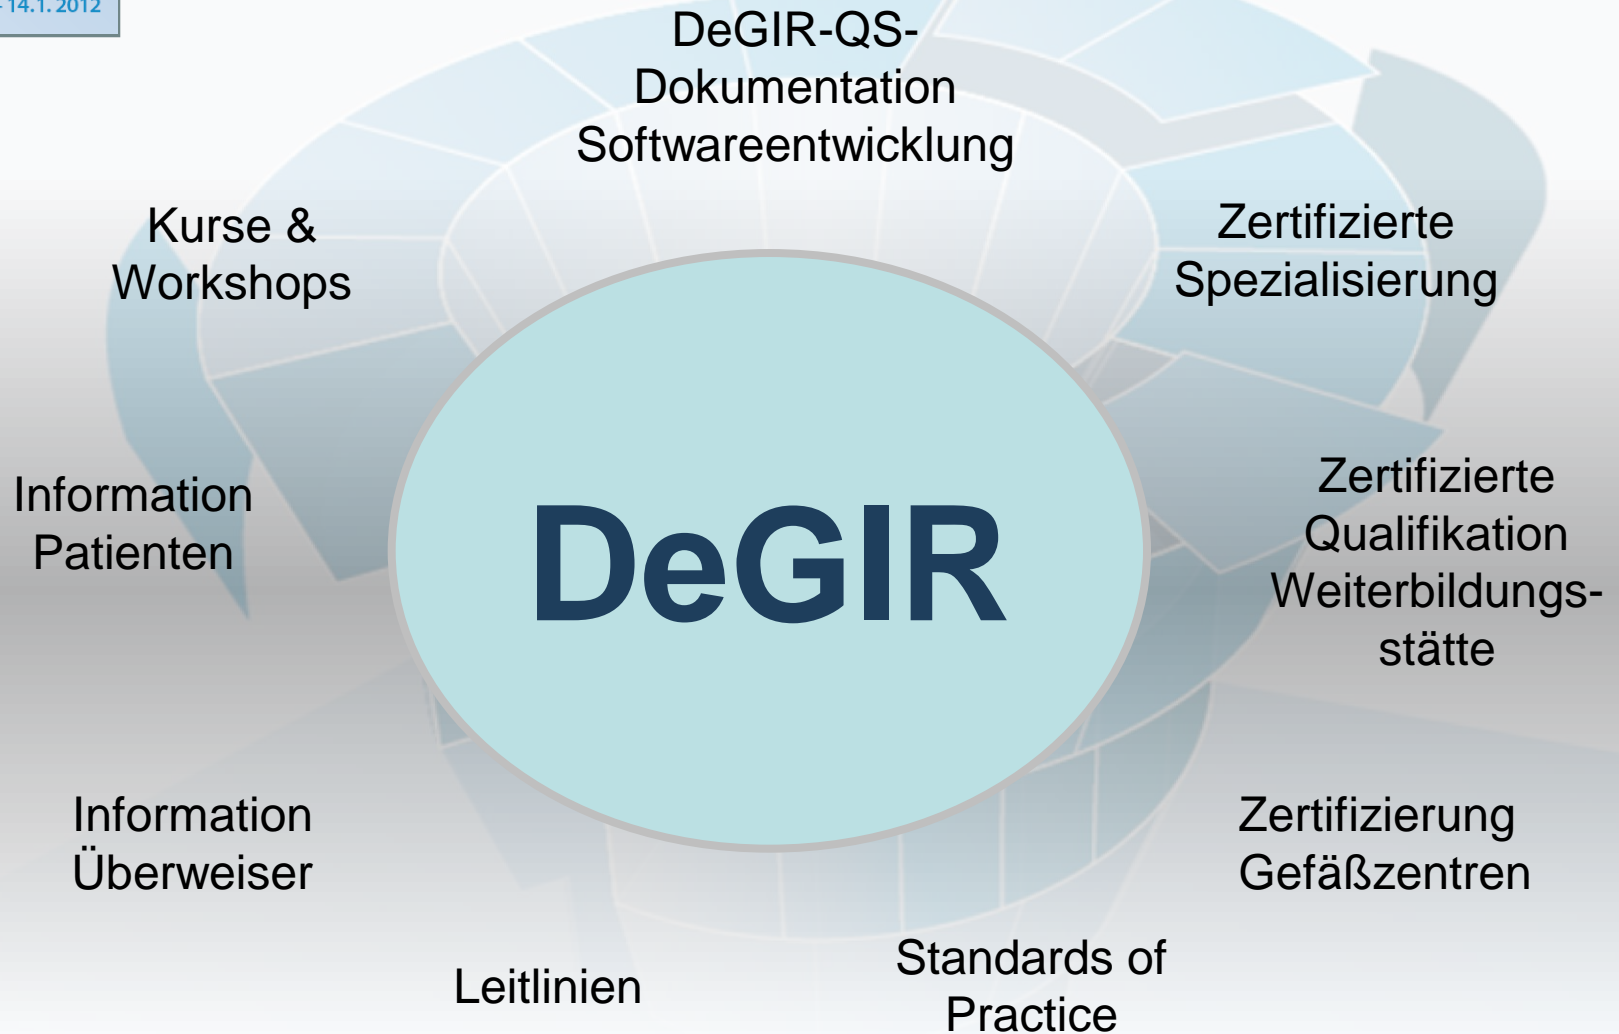 - 14.1. 2012
DeGIR-QS-
Dokumentation
Softwareentwicklung
Kurse &
Workshops
Zertifizierte
Spezialisierung
Information
Patienten
DeGIR
Zertifizierte
Qualifikation
Weiterbildungs-
stätte
Information
Überweiser
Zertifizierung
Gefäßzentren
Leitlinien
Standards of
Practice